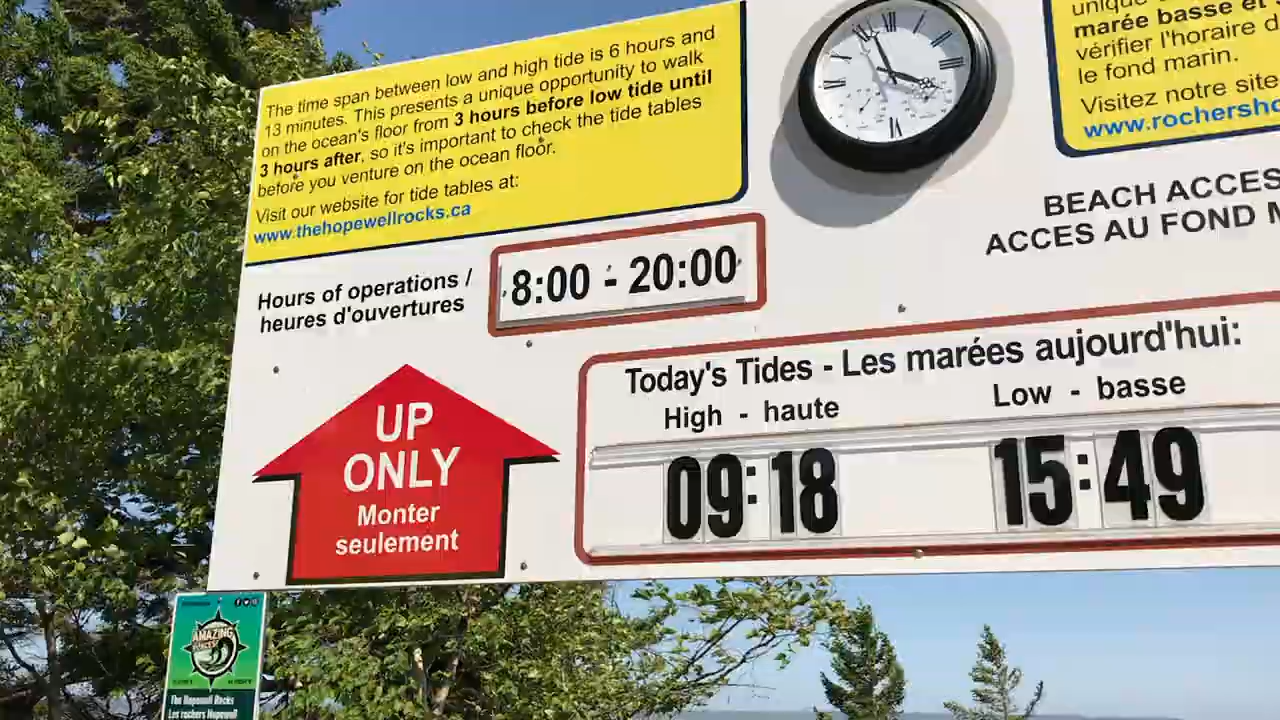 The time span between low and high tide is 6 hours and
13 minutes. This presents a unique opportunity to walk
on the ocean's floor from 3 hours before low tide until
3 hours after, so it's important to check the tide tables
before you venture on the ocean floor.
Visit our website for tide tables at:
www.thehopewellrocks.ca
marée basse et
vérifier l'horaire
le fond marin.
Visitez notre site
BEACH
ACCES AU FOND
Hours of operations /
heures d'ouvertures
8:00 - 20:00
UP
ONLY
Monter
seulement
Today's Tides - Les marées aujourd'hui:
High - haute
Low - basse
09:18
15:49
AMAZING
The Hopewell Rocks
Les rochers Hopewell